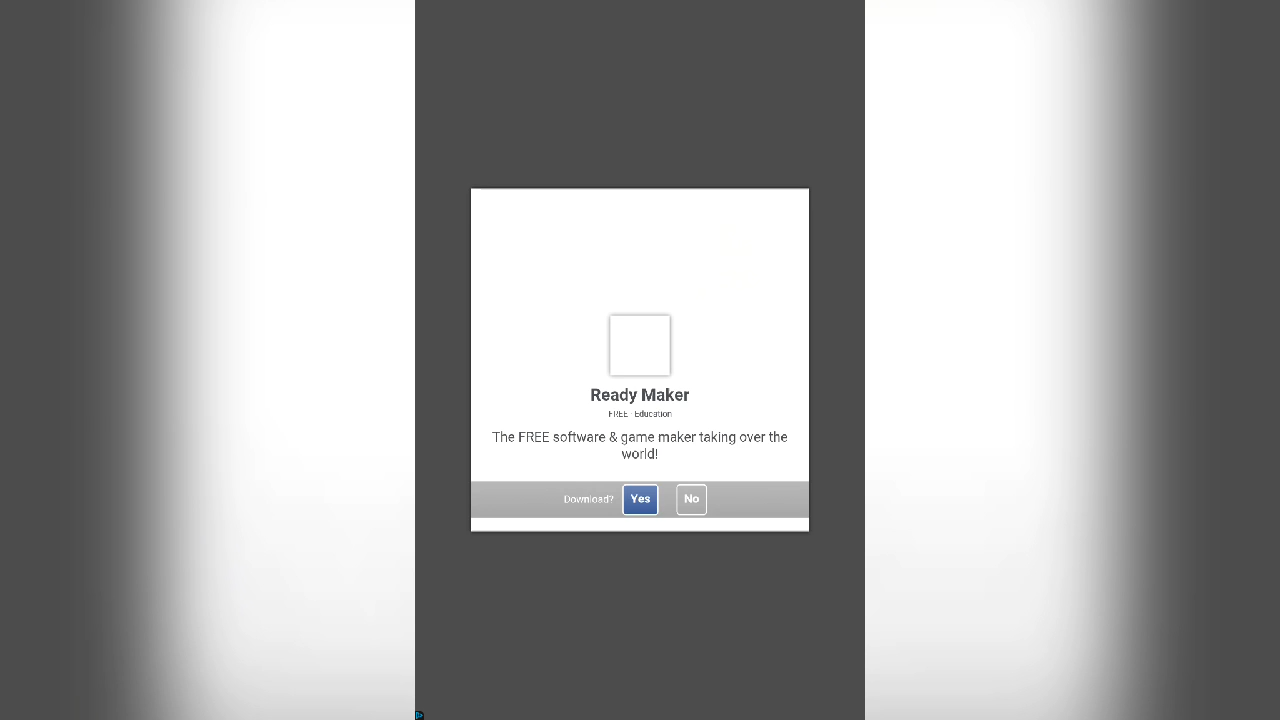 Ready Maker
FREE - Education
The FREE software & game maker taking over the
world!
Download? Yes No